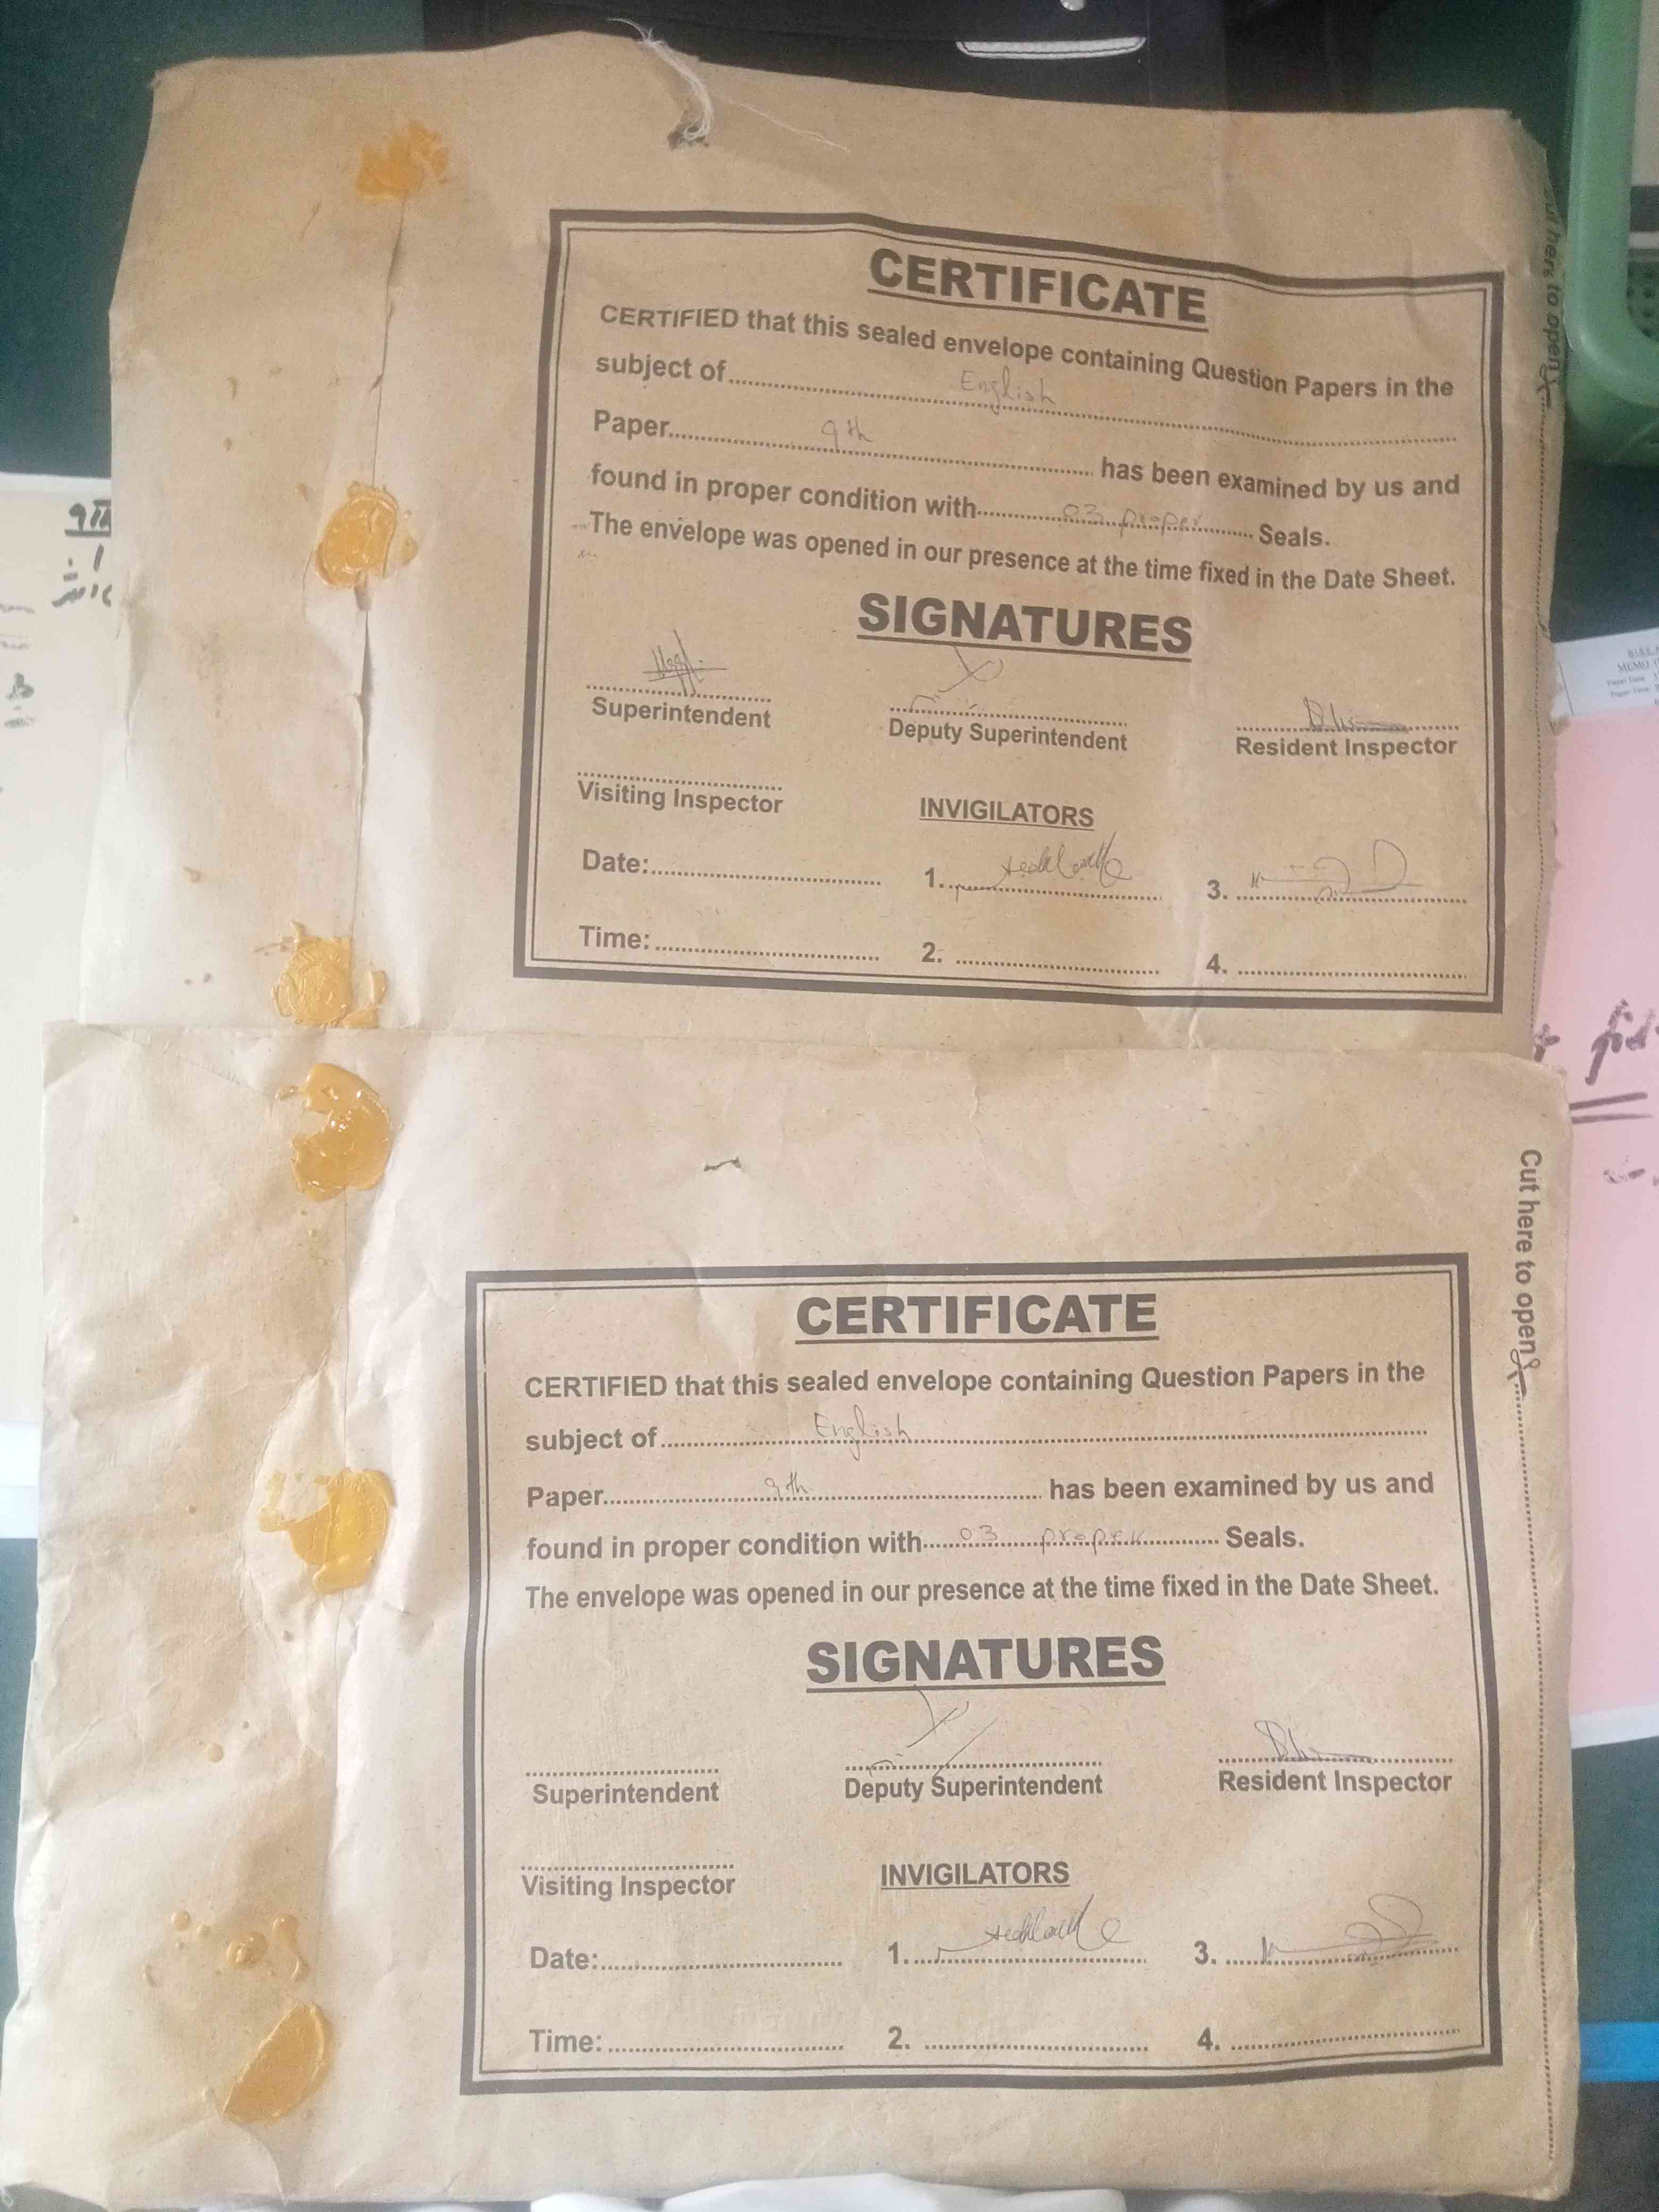 CERTIFICATE
CERTIFIED that this sealed envelope containing Question Papers in the
subject of English
Paper 9th has been examined by us and
found in proper condition with 03 proper Seals.
The envelope was opened in our presence at the time fixed in the Date Sheet.
SIGNATURES
Superintendent Deputy Superintendent Resident Inspector
Visiting Inspector INVIGILATORS
Date: 1. 3.
Time: 2. 4.
Cut here to open
CERTIFICATE
CERTIFIED that this sealed envelope containing Question Papers in the
subject of English
Paper 9th has been examined by us and
found in proper condition with 03 proper Seals.
The envelope was opened in our presence at the time fixed in the Date Sheet.
SIGNATURES
Superintendent Deputy Superintendent Resident Inspector
Visiting Inspector INVIGILATORS
Date: 1. 3.
Time: 2. 4.
Cut here to open
MEMO
Paper Date
Paper Time